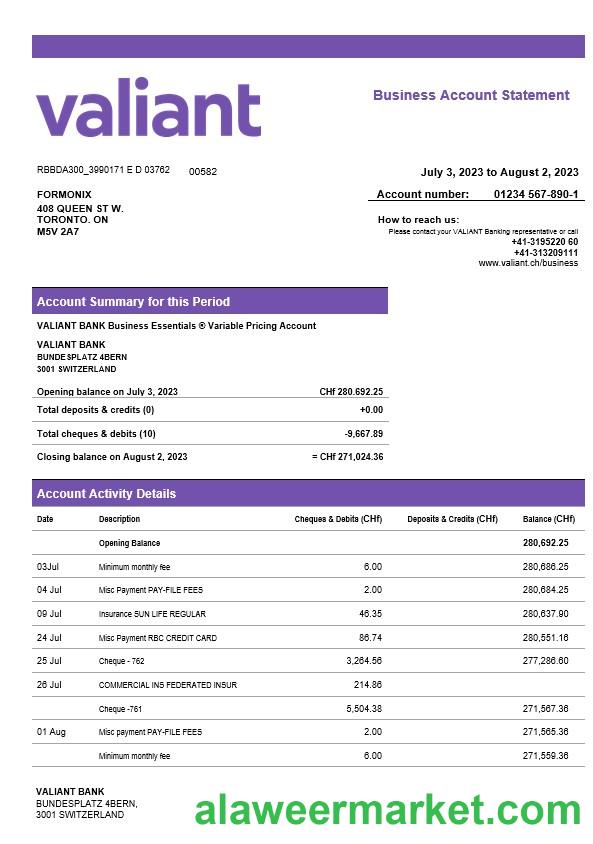 valiant
Business Account Statement
RBBDA300_3990171 E D 03762 00582
July 3, 2023 to August 2, 2023
FORMONIX
408 QUEEN ST W.
TORONTO. ON
M5V 2A7
Account number: 01234 567-890-1
How to reach us:
Please contact your VALIANT Banking representative or call
+41-3195220 60
+41-313209111
www.valiant.ch/business
Account Summary for this Period
VALIANT BANK Business Essentials ® Variable Pricing Account
VALIANT BANK
BUNDESPLATZ 4BERN
3001 SWITZERLAND
Opening balance on July 3, 2023 CHf 280.692.25
Total deposits & credits (0) +0.00
Total cheques & debits (10) -9,667.89
Closing balance on August 2, 2023 = CHf 271,024.36
Account Activity Details
Date Description Cheques & Debits (CHf) Deposits & Credits (CHf) Balance (CHf)
Opening Balance 280,692.25
03Jul Minimum monthly fee 6.00 280,686.25
04 Jul Misc Payment PAY-FILE FEES 2.00 280,684.25
09 Jul Insurance SUN LIFE REGULAR 46.35 280,637.90
24 Jul Misc Payment RBC CREDIT CARD 86.74 280,551.16
25 Jul Cheque - 762 3,264.56 277,286.60
26 Jul COMMERCIAL INS FEDERATED INSUR 214.86
Cheque -761 5,504.38 271,567.36
01 Aug Misc payment PAY-FILE FEES 2.00 271,565.36
Minimum monthly fee 6.00 271,559.36
VALIANT BANK
BUNDESPLATZ 4BERN,
3001 SWITZERLAND
alaweermarket.com